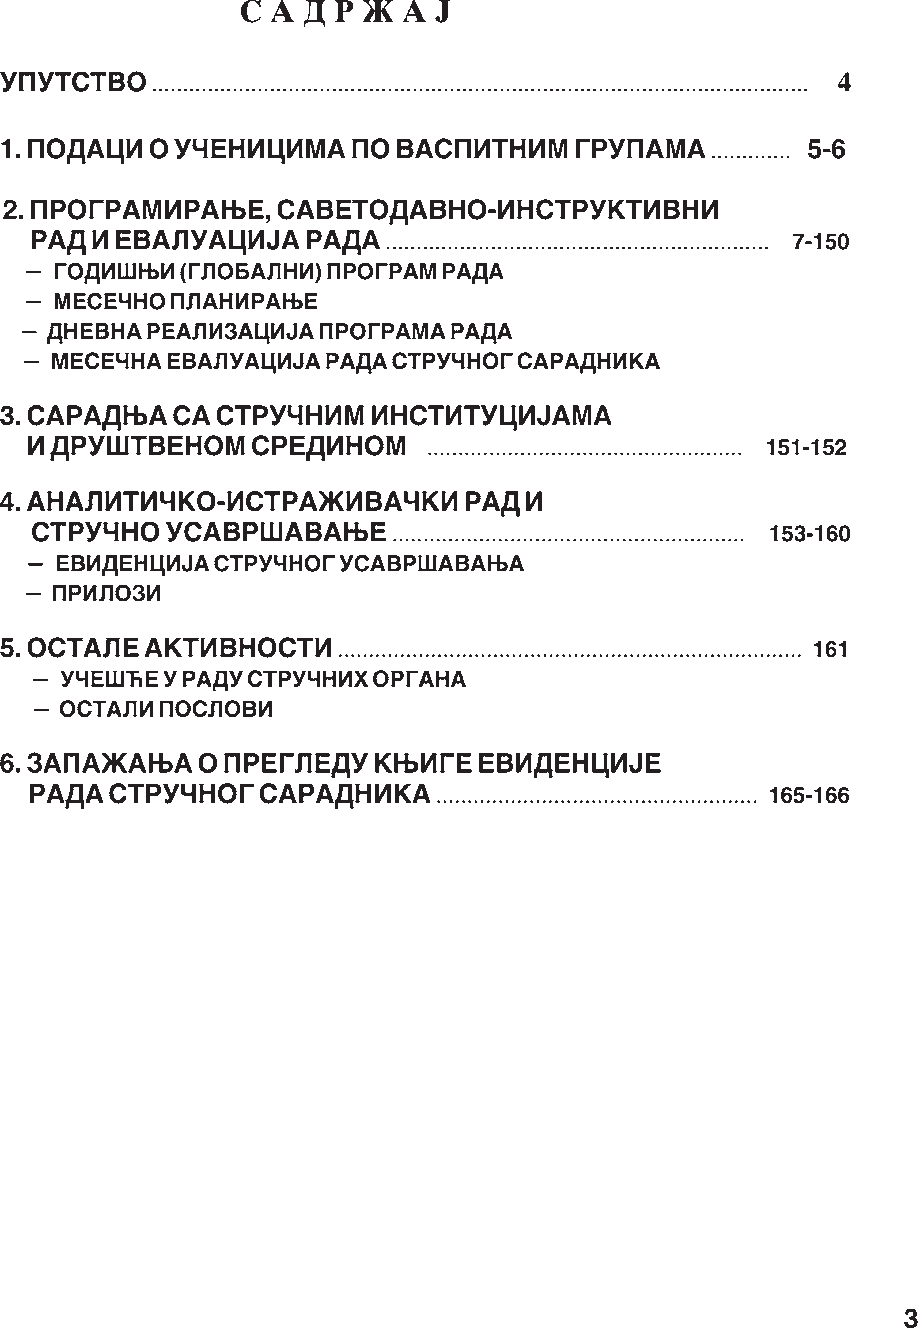 С А Д Р Ж А Ј
УПУТСТВО .......... 4
1. ПОДАЦИ О УЧЕНИЦИМА ПО ВАСПИТНИМ ГРУПАМА ............. 5-6
2. ПРОГРАМИРАЊЕ, САВЕТОДАВНО-ИНСТРУКТИВНИ
РАД И ЕВАЛУАЦИЈА РАДА .......... 7-150
– ГОДИШЊИ (ГЛОБАЛНИ) ПРОГРАМ РАДА
– МЕСЕЧНО ПЛАНИРАЊЕ
– ДНЕВНА РЕАЛИЗАЦИЈА ПРОГРАМА РАДА
– МЕСЕЧНА ЕВАЛУАЦИЈА РАДА СТРУЧНОГ САРАДНИКА
3. САРАДЊА СА СТРУЧНИМ ИНСТИТУЦИЈАМА
И ДРУШТВЕНОМ СРЕДИНОМ .......... 151-152
4. АНАЛИТИЧКО-ИСТРАЖИВАЧКИ РАД И
СТРУЧНО УСАВРШАВАЊЕ .......... 153-160
– ЕВИДЕНЦИЈА СТРУЧНОГ УСАВРШАВАЊА
– ПРИЛОЗИ
5. ОСТАЛЕ АКТИВНОСТИ .......... 161
– УЧЕШЋЕ У РАДУ СТРУЧНИХ ОРГАНА
– ОСТАЛИ ПОСЛОВИ
6. ЗАПАЖАЊА О ПРЕГЛЕДУ КЊИГЕ ЕВИДЕНЦИЈЕ
РАДА СТРУЧНОГ САРАДНИКА .......... 165-166
3